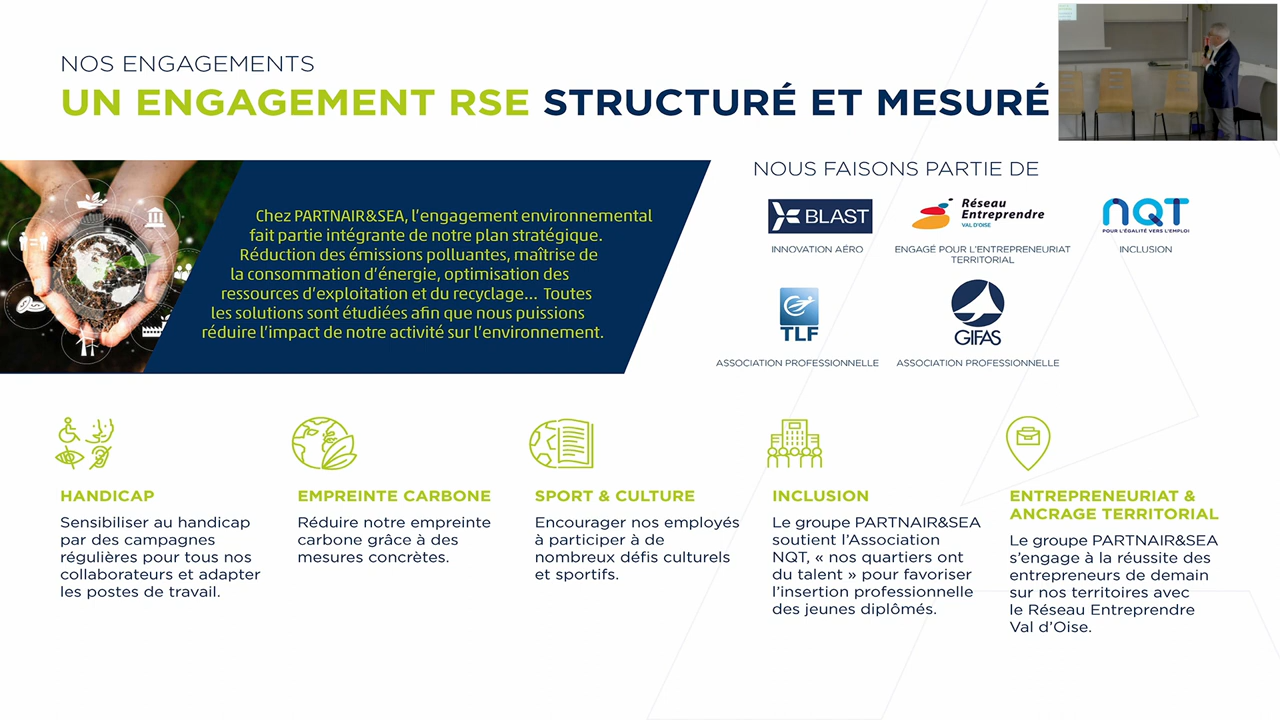 NOS ENGAGEMENTS
UN ENGAGEMENT RSE STRUCTURÉ ET MESURÉ
Chez PARTNAIR&SEA, l'engagement environnemental
fait partie intégrante de notre plan stratégique.
Réduction des émissions polluantes, maîtrise de
la consommation d'énergie, optimisation des
ressources d'exploitation et du recyclage... Toutes
les solutions sont étudiées afin que nous puissions
réduire l'impact de notre activité sur l'environnement.
NOUS FAISONS PARTIE DE
BLAST
INNOVATION AÉRO
Réseau
Entreprendre
VAL D'OISE
ENGAGÉ POUR L'ENTREPRENEURIAT
TERRITORIAL
NQT
POUR L'ÉGALITÉ VERS L'EMPLOI
INCLUSION
TLF
ASSOCIATION PROFESSIONNELLE
GIFAS
ASSOCIATION PROFESSIONNELLE
HANDICAP
Sensibiliser au handicap
par des campagnes
régulières pour tous nos
collaborateurs et adapter
les postes de travail.
EMPREINTE CARBONE
Réduire notre empreinte
carbone grâce à des
mesures concrètes.
SPORT & CULTURE
Encourager nos employés
à participer à de
nombreux défis culturels
et sportifs.
INCLUSION
Le groupe PARTNAIR&SEA
soutient l'Association
NQT, « nos quartiers ont
du talent » pour favoriser
l'insertion professionnelle
des jeunes diplômés.
ENTREPRENEURIAT &
ANCRAGE TERRITORIAL
Le groupe PARTNAIR&SEA
s'engage à la réussite des
entrepreneurs de demain
sur nos territoires avec
le Réseau Entreprendre
Val d'Oise.